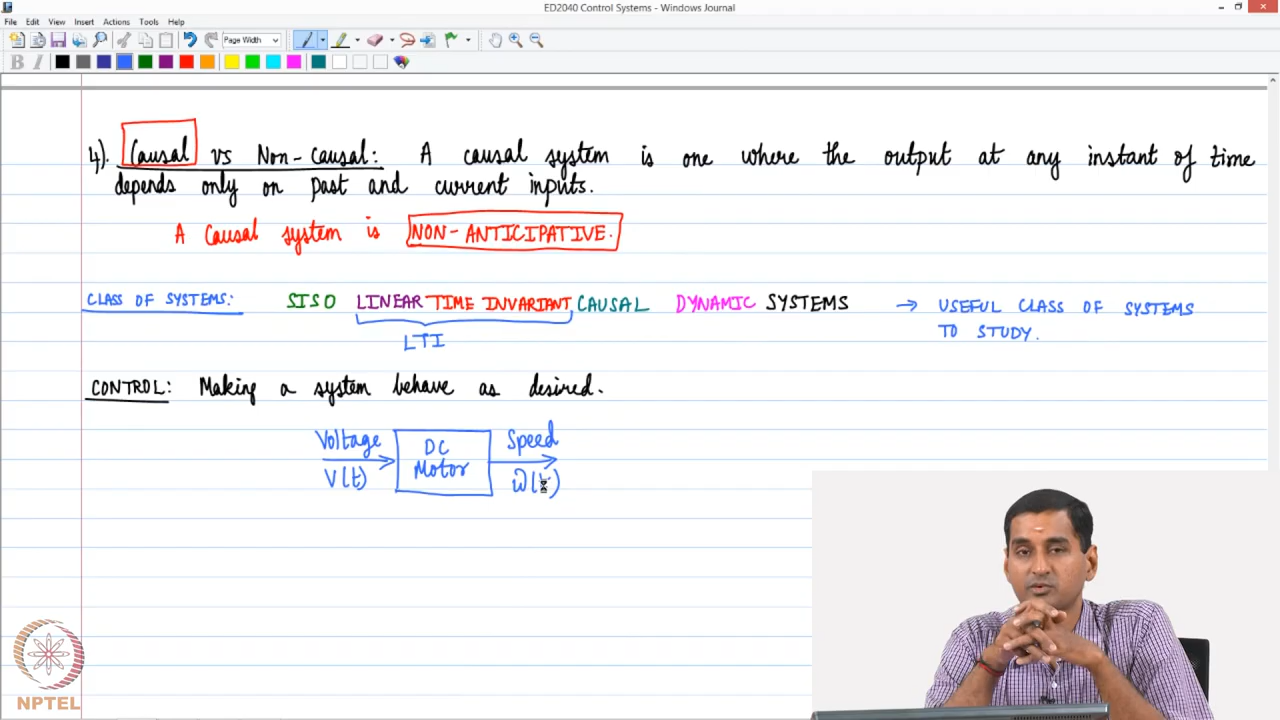 ED2040 Control Systems - Windows Journal
File Edit View Insert Actions Tools Help
Page Width
B I
4). Causal vs Non-Causal: A causal system is one where the output at any instant of time
depends only on past and current inputs.
A causal system is NON-ANTICIPATIVE.
CLASS OF SYSTEMS: SISO LINEAR TIME INVARIANT CAUSAL DYNAMIC SYSTEMS → USEFUL CLASS OF SYSTEMS
TO STUDY.
LTI
CONTROL: Making a system behave as desired.
Voltage
V(t)
DC
Motor
Speed
ω(t)
NPTEL